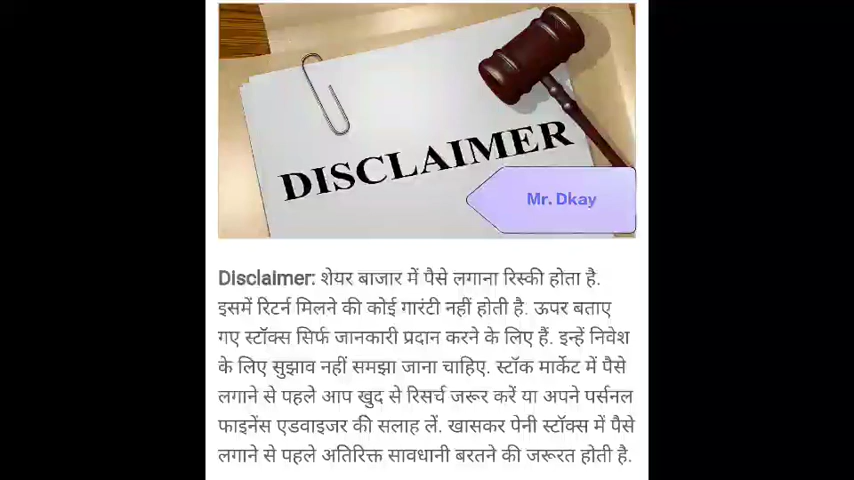 DISCLAIMER
Mr. Dkay
Disclaimer: शेयर बाजार में पैसे लगाना रिस्की होता है.
इसमें रिटर्न मिलने की कोई गारंटी नहीं होती है. ऊपर बताए
गए स्टॉक्स सिर्फ जानकारी प्रदान करने के लिए हैं. इन्हें निवेश
के लिए सुझाव नहीं समझा जाना चाहिए. स्टॉक मार्केट में पैसे
लगाने से पहले आप खुद से रिसर्च जरूर करें या अपने पर्सनल
फाइनेंस एडवाइजर की सलाह लें. खासकर पेनी स्टॉक्स में पैसे
लगाने से पहले अतिरिक्त सावधानी बरतने की जरूरत होती है.